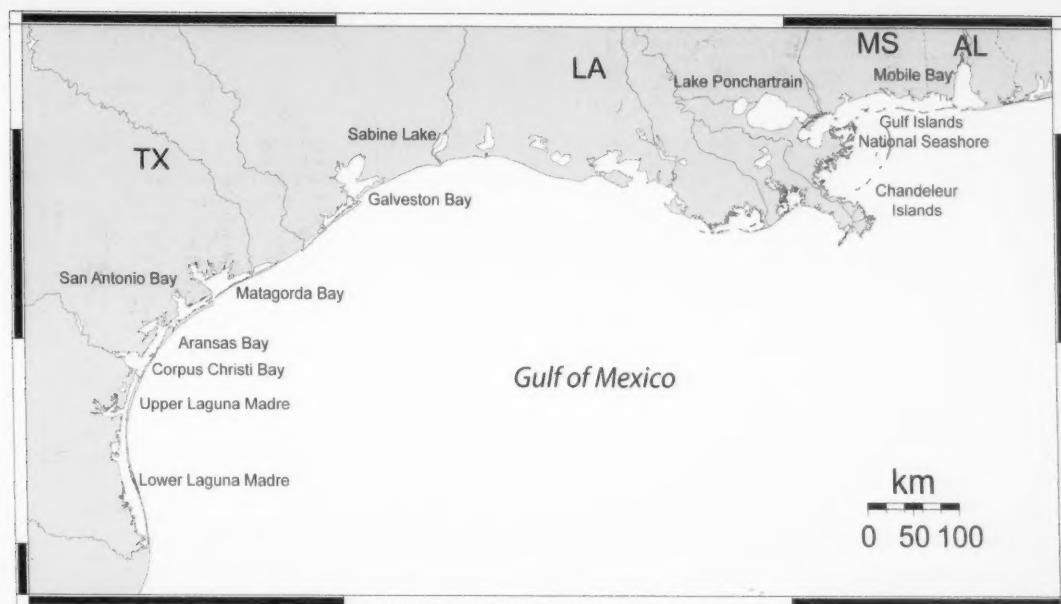 MS
AL
LA
Lake Ponchartrain
Mobile Bay
Gulf Islands
National Seashore
Sabine Lake
TX
Chandeleur
Islands
Galveston Bay
San Antonio Bay
Matagorda Bay
Aransas Bay
Corpus Christi Bay
Gulf of Mexico
Upper Laguna Madre
Lower Laguna Madre
km
0 50 100